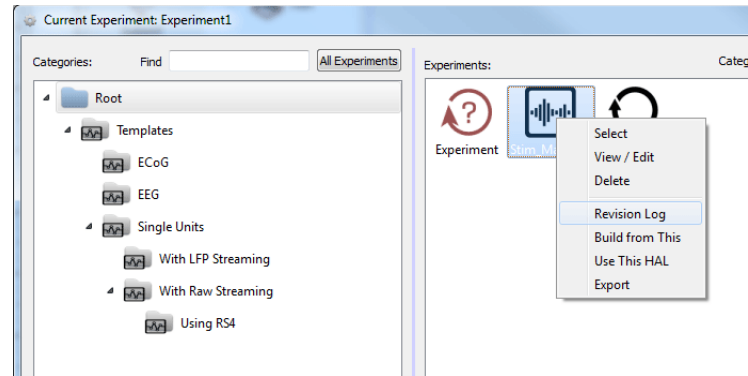 Current Experiment: Experiment1
Categories:
Find
All Experiments
Root
Templates
ECoG
EEG
Single Units
With LFP Streaming
With Raw Streaming
Using RS4
Experiments:
?
Experiment
Select
View / Edit
Delete
Revision Log
Build from This
Use This HAL
Export